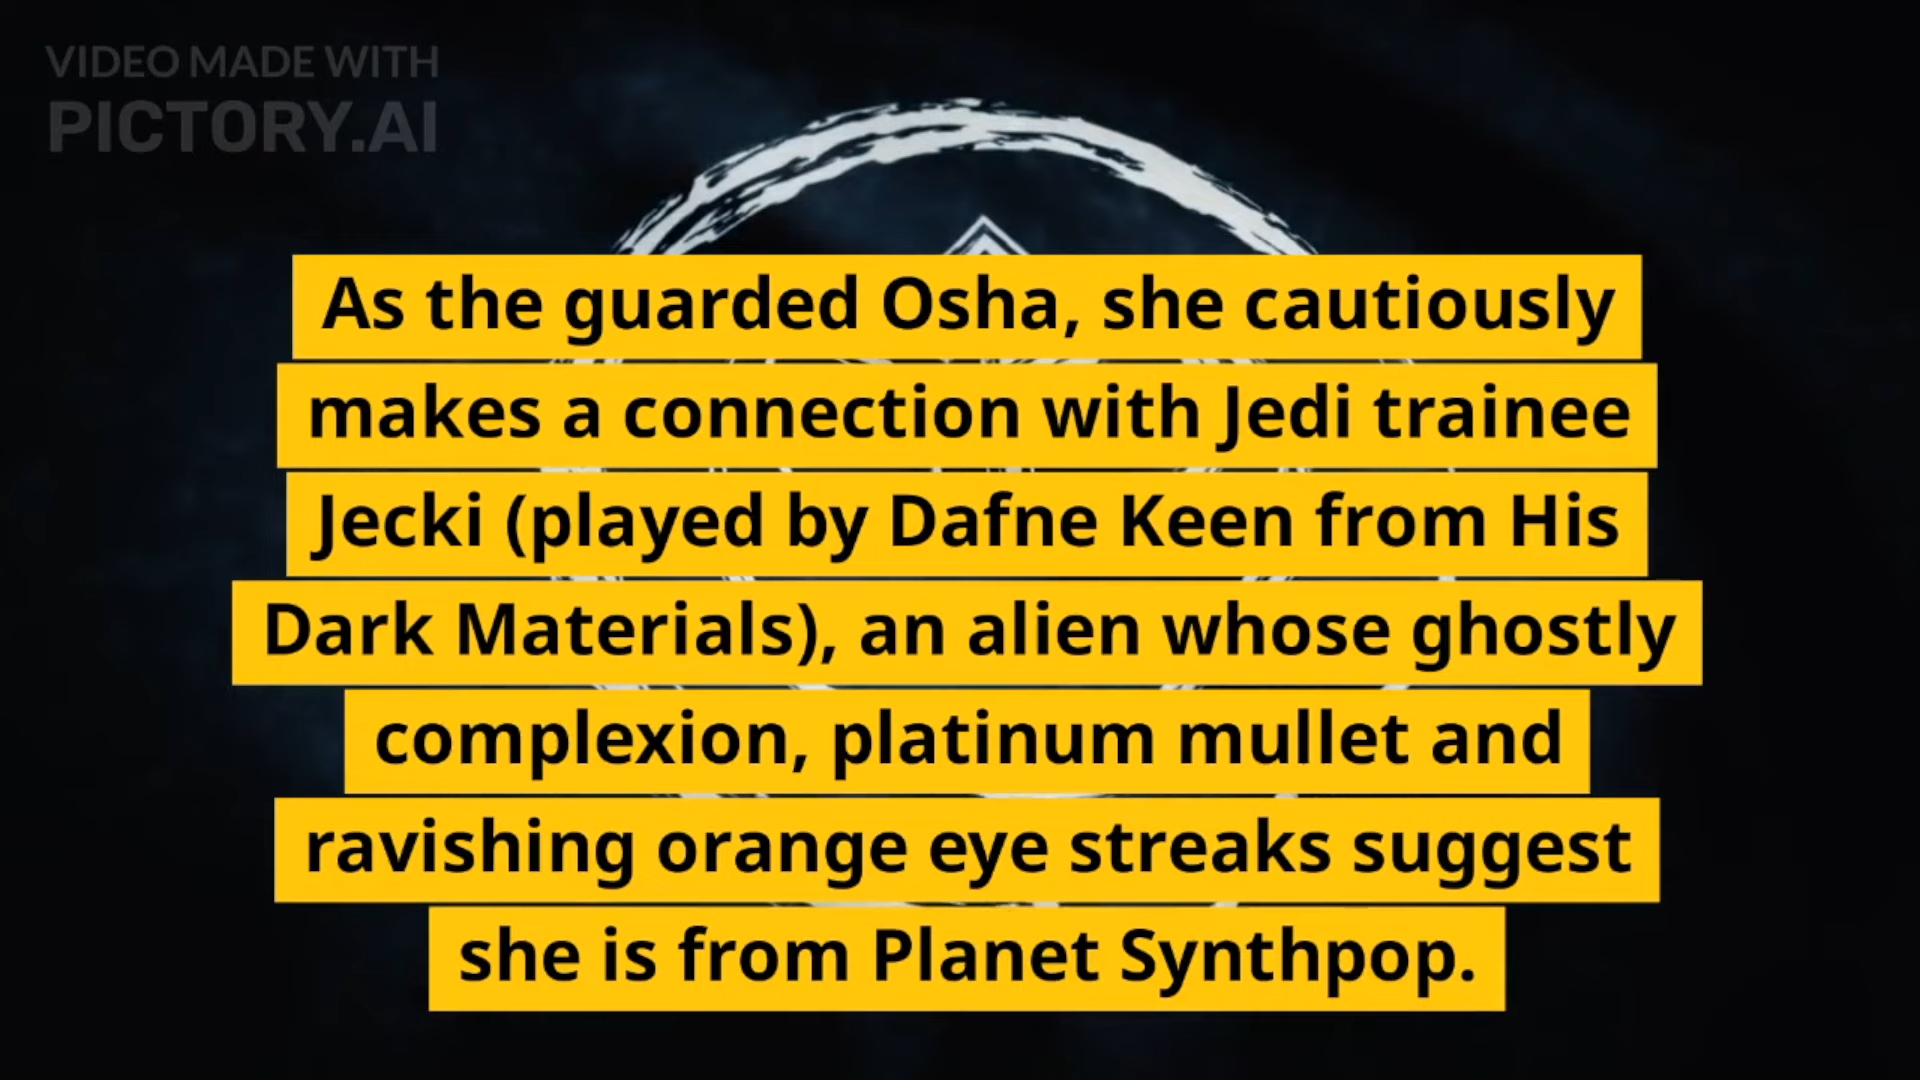 VIDEO MADE WITH
PICTORY.AI
As the guarded Osha, she cautiously
makes a connection with Jedi trainee
Jecki (played by Dafne Keen from His
Dark Materials), an alien whose ghostly
complexion, platinum mullet and
ravishing orange eye streaks suggest
she is from Planet Synthpop.